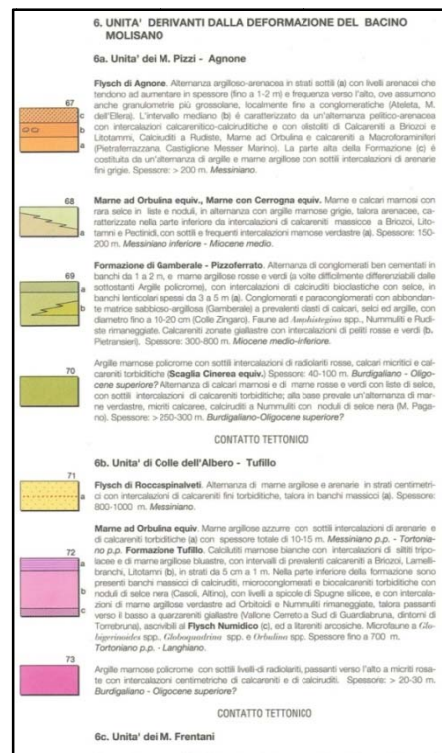 6. UNITA' DERIVANTI DALLA DEFORMAZIONE DEL BACINO
MOLISANO
6a. Unita' dei M. Pizzi - Agnone
Flysch di Agnone. Alternanza argilloso-arenacea in strati sottili (a) con livelli arenacei che
tendono ad aumentare in spessore (fino a 1-2 m) e frequenza verso l'alto, ove assumono
anche granulometrie più grossolane, localmente fino a conglomeratiche (Ateleta, M.
dell'Ellera). L'intervallo mediano (b) é caratterizzato da un'alternanza pelitico-arenacea
con intercalazioni calcarenitico-calciruditiche e con olistoliti di Calcareniti a Briozoi e
Litotammi, Calciruditi a Rudiste, Marne ad Orbulina e calcareniti a Macroforaminiferi
(Pietraferrazzana, Castiglione Messer Marino). La parte alta della Formazione (c) é
costituita da un'alternanza di argille e marne argillose con sottili intercalazioni di arenarie
fini grigie. Spessore: > 200 m. Messiniano.
67
c
b
a
Marne ad Orbulina equiv., Marne con Cerrogna equiv. Marne e calcari marnosi con
rara selce in liste e noduli, in alternanza con argille marnose grigie, talora arenacee, ca-
ratterizzate nella parte inferiore da intercalazioni di calcareniti massicce a Briozoi, Lito-
tamni e Pectinidi, con sottili e frequenti intercalazioni marnose verdastre (a). Spessore: 150-
200 m. Messiniano inferiore - Miocene medio.
68
a
Formazione di Gamberale - Pizzoferrato. Alternanza di conglomerati ben cementati in
banchi da 1 a 2 m, e marne argillose rosse e verdi (a volte difficilmente differenziabili dalle
sottostanti Argille policrome), con intercalazioni di calciruditi bioclastiche con selce, in
banchi lenticolari spessi da 3 a 5 m (a). Conglomerati e paraconglomerati con abbondan-
te matrice sabbioso-argillosa (Gamberale) a prevalenti dasti di calcari, selci ed argille, con
diametro fino a 10-20 cm (Colle Zingaro). Faune ad Amphistegina spp., Nummuliti e Rudi-
ste rimaneggiate. Calcareniti zonate giallastre con intercalazioni di peliti rosse e verdi (b.
Pietransieri). Spessore: 300-800 m. Miocene medio-inferiore.
69
a
b
Argille marnose policrome con sottili intercalazioni di radiolariti rosse, calcari micritici e cal-
careniti torbiditiche (Scaglia Cinerea equiv.) Spessore: 40-100 m. Burdigaliano - Oligo-
cene superiore? Alternanza di calcari marnosi e di marne rosse e verdi con liste di selce,
con sottili intercalazioni di calcareniti torbiditiche; alla base prevale un'alternanza di mar-
ne verdastre, micriti calcaree, calciruditi a Nummuliti con noduli di selce nera (M. Paga-
no). Spessore: > 250-300 m. Burdigaliano-Oligocene superiore?
70
CONTATTO TETTONICO
6b. Unita' di Colle dell'Albero - Tufillo
Flysch di Roccaspinalveti. Alternanza di marne argillose e arenarie in strati centimetri-
ci con intercalazioni di calcareniti fini torbiditiche, talora in banchi massicci (a). Spessore:
800-1000 m. Messiniano.
71
a
Marne ad Orbulina equiv. Marne argillose azzurre con sottili intercalazioni di arenarie e
di calcareniti torbiditiche (a) con spessore totale di 10-15 m. Messiniano p.p. - Tortonia-
no p.p. Formazione Tufillo. Calcilutiti marnose bianche con intercalazioni di siltiti tripo-
lacee e di marne argillose bluastre, con intervalli di prevalenti calcareniti a Briozoi, Lamelli-
branchi, Litotamni (b), in strati da 5 cm a 1 m. Nella parte inferiore della formazione sono
presenti banchi massicci di calciruditi, microconglomerati e biocalcareniti torbiditiche con
noduli di selce nera (Casoli, Altino), con livelli a spicole di Spugne silicee, e con intercala-
zioni di marne argillose verdastre ad Orbitoidi e Nummuliti rimaneggiate, talora passanti
verso il basso a quarzareniti giallastre (Vallone Cerreto a Sud di Guardiabruna, dintorni di
Torrebruna), ascrivibili al Flysch Numidico (c), ed a litareniti arcosiche. Microfaune a Glo-
bigerinoides spp., Globoquadrina spp. e Orbulina spp. Spessore fino a 700 m.
Tortoniano p.p. - Langhiano.
72
a
b
c
Argille marnose policrome con sottili livelli di radiolariti, passanti verso l'alto a micriti rosa-
te con intercalazioni centimetriche di calcareniti e di calciruditi. Spessore: > 20-30 m.
Burdigaliano - Oligocene superiore?
73
CONTATTO TETTONICO
6c. Unita' dei M. Frentani